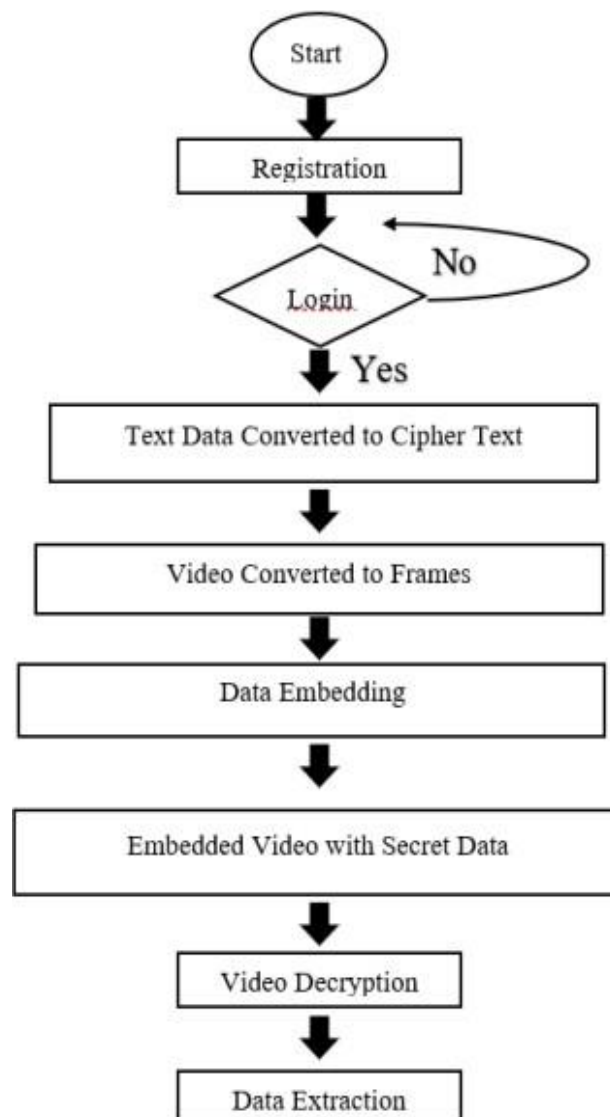 Start
Registration
No
Login
Yes
Text Data Converted to Cipher Text
Video Converted to Frames
Data Embedding
Embedded Video with Secret Data
Video Decryption
Data Extraction